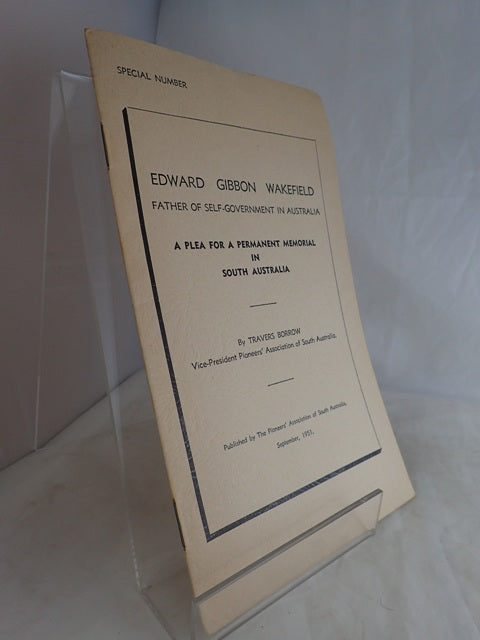 SPECIAL NUMBER
EDWARD GIBBON WAKEFIELD
FATHER OF SELF-GOVERNMENT IN AUSTRALIA
A PLEA FOR A PERMANENT MEMORIAL
IN
SOUTH AUSTRALIA
By TRAVERS BORROW
Vice-President Pioneers' Association of South Australia.
Published by The Pioneers' Association of South Australia,
September, 1951.